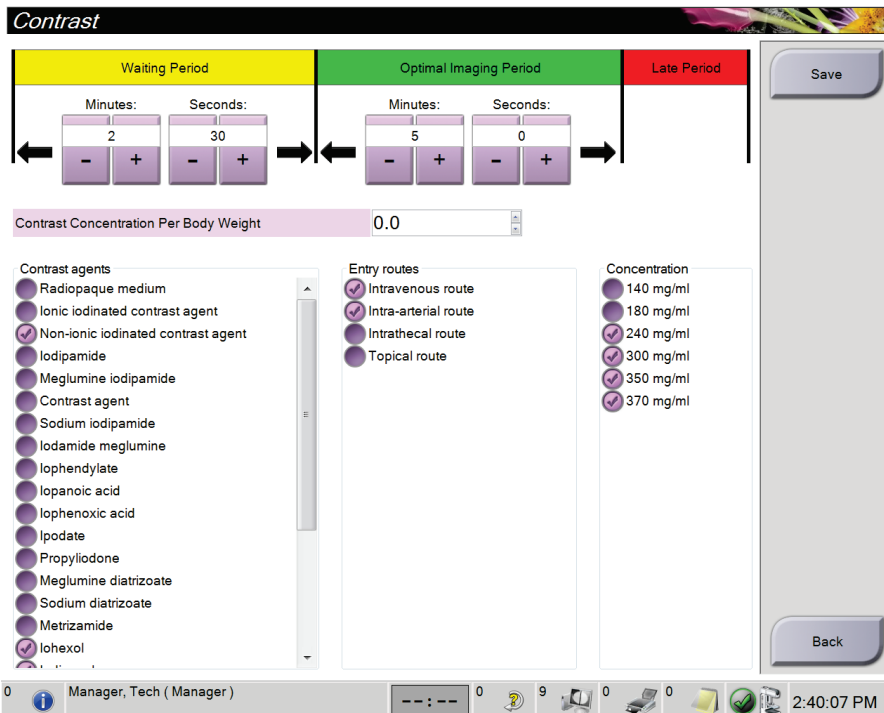 Contrast
Waiting Period
Optimal Imaging Period
Late Period
Save
Minutes: Seconds:
Minutes: Seconds:
2 30
5 0
- + - +
- + - +
Contrast Concentration Per Body Weight 0.0
Contrast agents
Radiopaque medium
Ionic iodinated contrast agent
Non-ionic iodinated contrast agent
Iodipamide
Meglumine iodipamide
Contrast agent
Sodium iodipamide
Iodamide meglumine
Iophendylate
Iopanoic acid
Iophenoxic acid
Ipodate
Propyliodone
Meglumine diatrizoate
Sodium diatrizoate
Metrizamide
Iohexol
Entry routes
Intravenous route
Intra-arterial route
Intrathecal route
Topical route
Concentration
140 mg/ml
180 mg/ml
240 mg/ml
300 mg/ml
350 mg/ml
370 mg/ml
Back
0 Manager, Tech ( Manager ) --:-- 0 9 0 0 2:40:07 PM